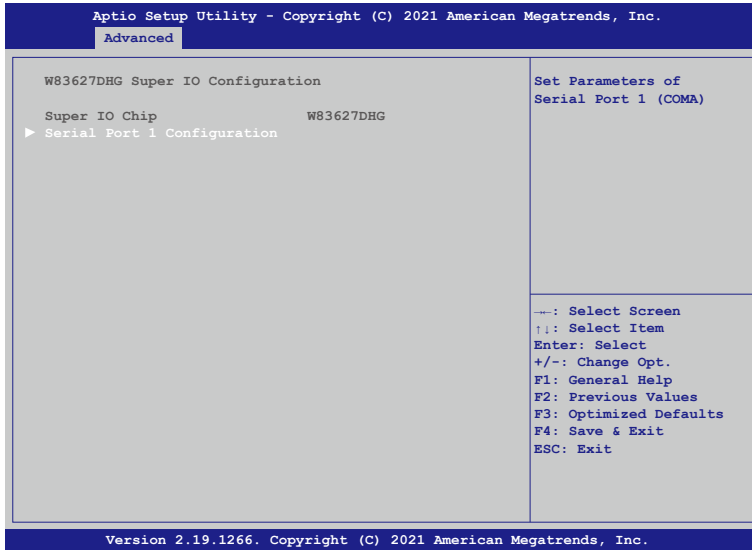 Aptio Setup Utility - Copyright (C) 2021 American Megatrends, Inc.
Advanced
W83627DHG Super IO Configuration
Super IO Chip W83627DHG
▶ Serial Port 1 Configuration
Set Parameters of
Serial Port 1 (COMA)
→←: Select Screen
↑↓: Select Item
Enter: Select
+/-: Change Opt.
F1: General Help
F2: Previous Values
F3: Optimized Defaults
F4: Save & Exit
ESC: Exit
Version 2.19.1266. Copyright (C) 2021 American Megatrends, Inc.